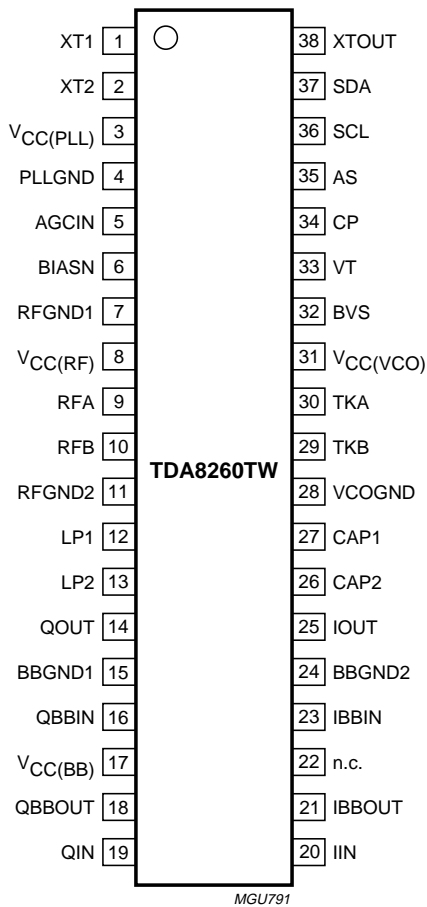 XT1 1 38 XTOUT
XT2 2 37 SDA
VCC(PLL) 3 36 SCL
PLLGND 4 35 AS
AGCIN 5 34 CP
BIASN 6 33 VT
RFGND1 7 32 BVS
VCC(RF) 8 31 VCC(VCO)
RFA 9 30 TKA
RFB 10 29 TKB
TDA8260TW
RFGND2 11 28 VCOGND
LP1 12 27 CAP1
LP2 13 26 CAP2
QOUT 14 25 IOUT
BBGND1 15 24 BBGND2
QBBIN 16 23 IBBIN
VCC(BB) 17 22 n.c.
QBBOUT 18 21 IBBOUT
QIN 19 20 IIN
MGU791